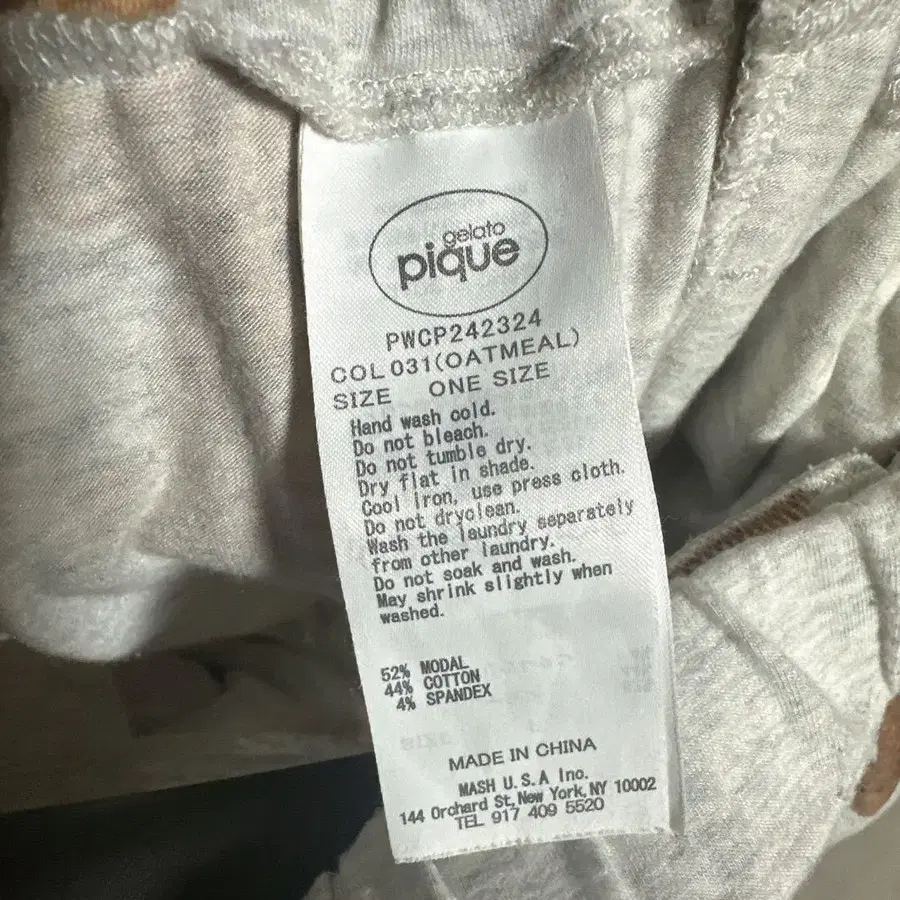 gelato
pique
PWCP242324
COL 031(OATMEAL)
SIZE ONE SIZE
Hand wash cold.
Do not bleach.
Do not tumble dry.
Dry flat in shade.
Cool iron, use press cloth.
Do not dryclean.
Wash the laundry separately
from other laundry.
Do not soak and wash.
May shrink slightly when
washed.
52% MODAL
44% COTTON
4% SPANDEX
MADE IN CHINA
MASH U.S.A Inc.
144 Orchard St, New York, NY 10002
TEL 917 409 5520